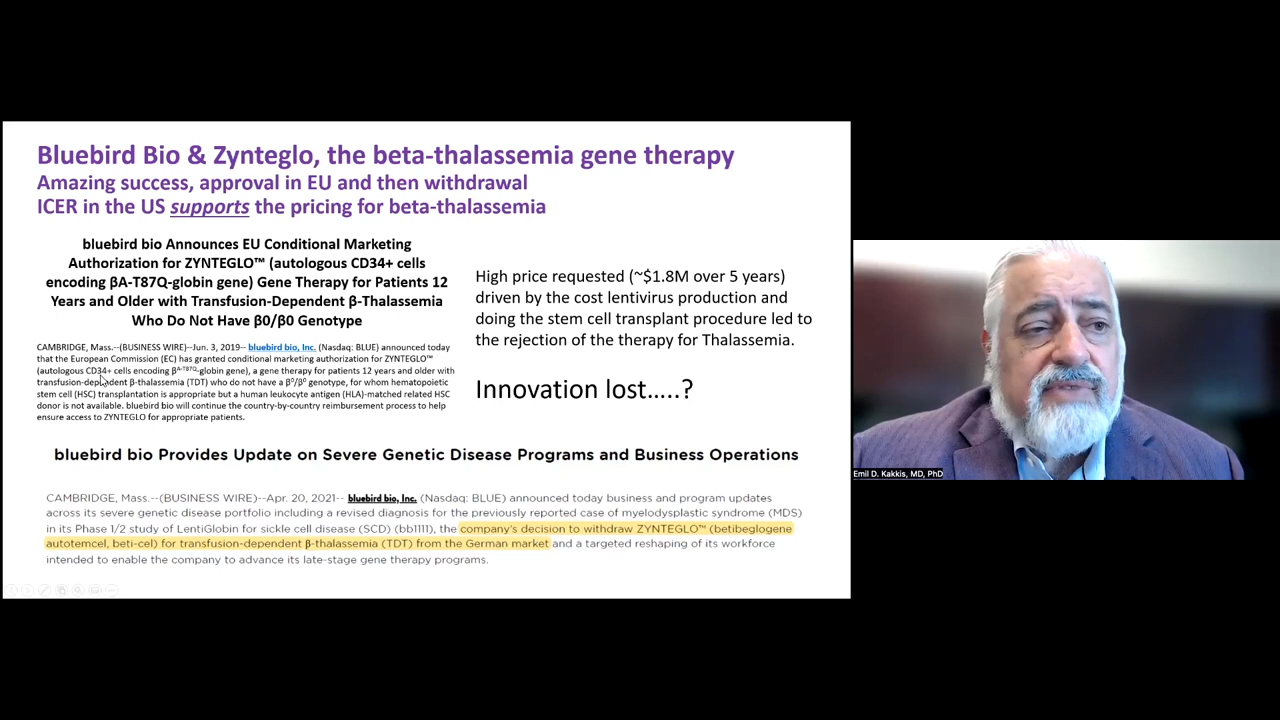 Bluebird Bio & Zynteglo, the beta-thalassemia gene therapy
Amazing success, approval in EU and then withdrawal
ICER in the US supports the pricing for beta-thalassemia
bluebird bio Announces EU Conditional Marketing
Authorization for ZYNTEGLO™ (autologous CD34+ cells
encoding βA-T87Q-globin gene) Gene Therapy for Patients 12
Years and Older with Transfusion-Dependent β-Thalassemia
Who Do Not Have β0/β0 Genotype
CAMBRIDGE, Mass.--(BUSINESS WIRE)--Jun. 3, 2019-- bluebird bio, Inc. (Nasdaq: BLUE) announced today
that the European Commission (EC) has granted conditional marketing authorization for ZYNTEGLO™
(autologous CD34+ cells encoding βᴬ⁻ᵀ⁸⁷Q-globin gene), a gene therapy for patients 12 years and older with
transfusion-dependent β-thalassemia (TDT) who do not have a β⁰/β⁰ genotype, for whom hematopoietic
stem cell (HSC) transplantation is appropriate but a human leukocyte antigen (HLA)-matched related HSC
donor is not available. bluebird bio will continue the country-by-country reimbursement process to help
ensure access to ZYNTEGLO for appropriate patients.
High price requested (~$1.8M over 5 years)
driven by the cost lentivirus production and
doing the stem cell transplant procedure led to
the rejection of the therapy for Thalassemia.
Innovation lost…..?
bluebird bio Provides Update on Severe Genetic Disease Programs and Business Operations
CAMBRIDGE, Mass.--(BUSINESS WIRE)--Apr. 20, 2021-- bluebird bio, Inc. (Nasdaq: BLUE) announced today business and program updates
across its severe genetic disease portfolio including a revised diagnosis for the previously reported case of myelodysplastic syndrome (MDS)
in its Phase 1/2 study of LentiGlobin for sickle cell disease (SCD) (bb1111), the company's decision to withdraw ZYNTEGLO™ (betibeglogene
autotemcel, beti-cel) for transfusion-dependent β-thalassemia (TDT) from the German market and a targeted reshaping of its workforce
intended to enable the company to advance its late-stage gene therapy programs.
Emil D. Kakkis, MD, PhD